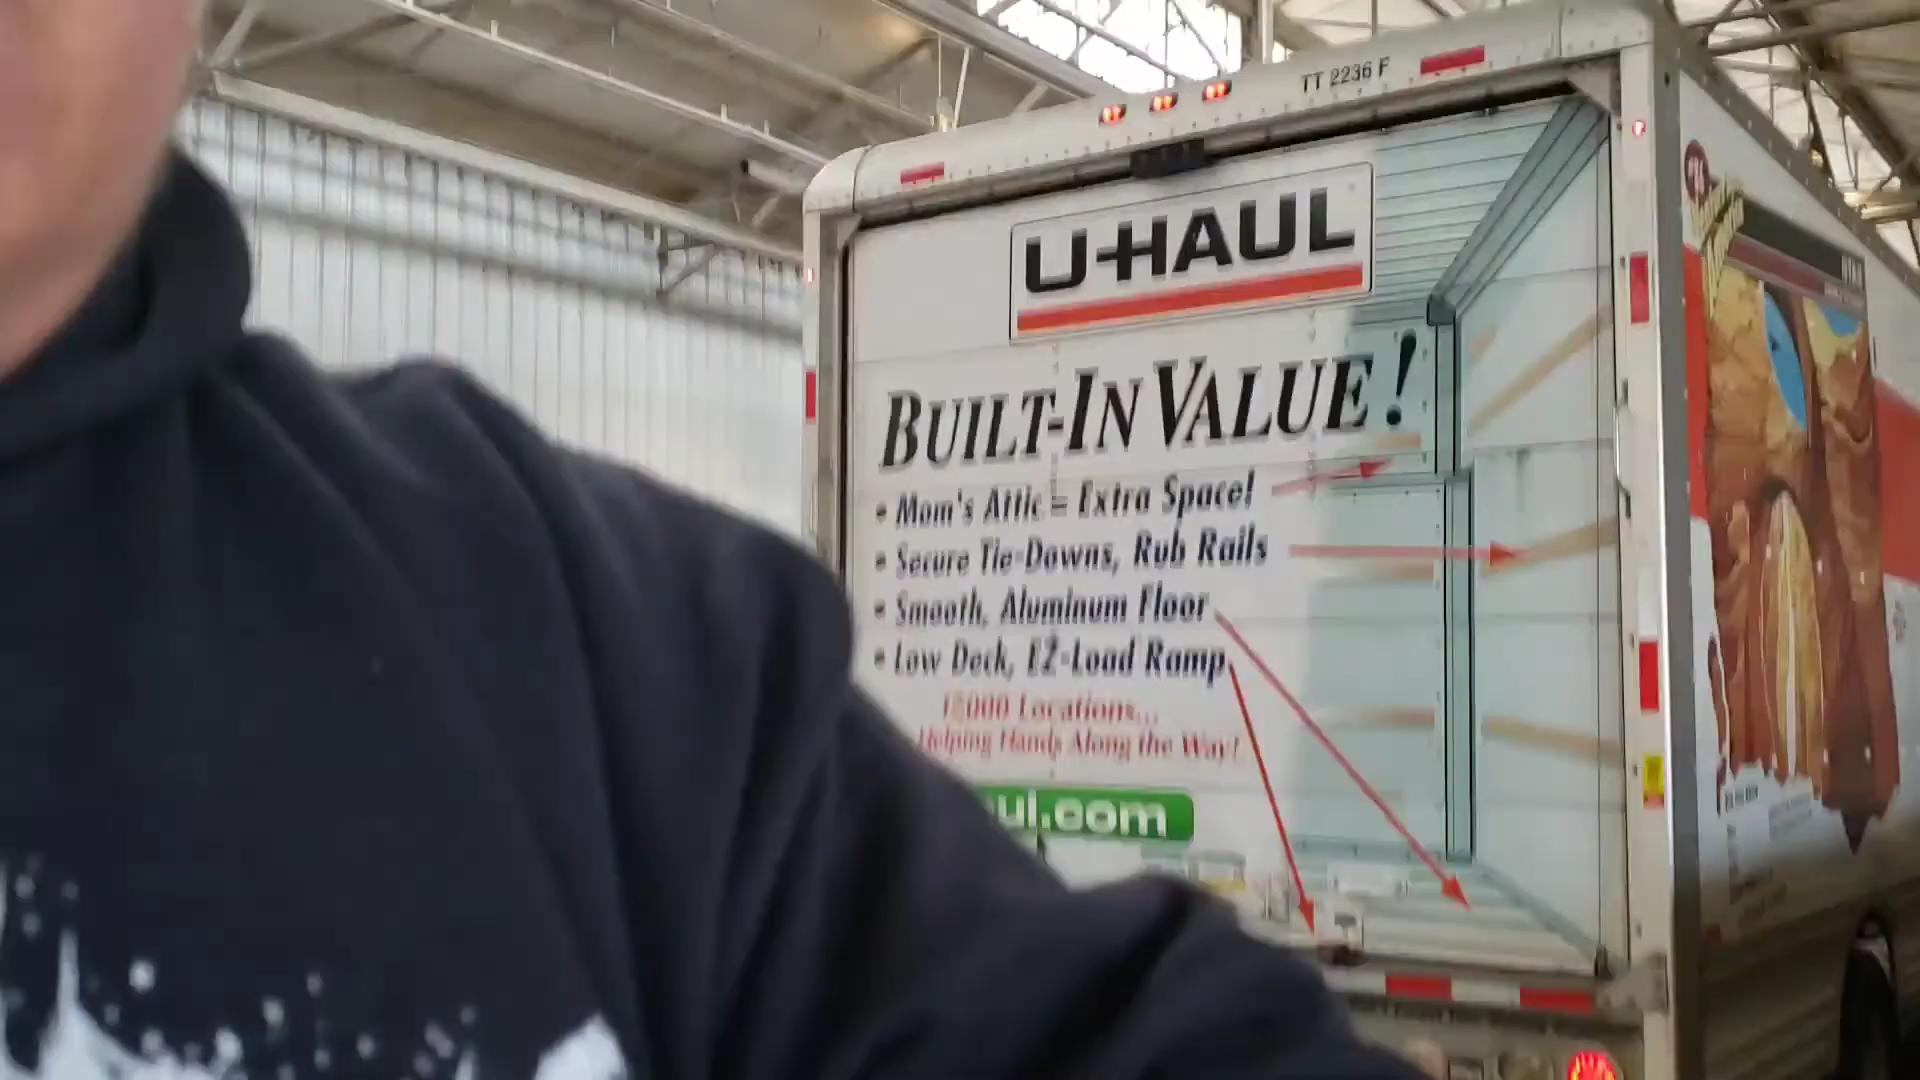 TT 2236 F
U-HAUL
BUILT-IN VALUE!
• Mom's Attic = Extra Space!
• Secure Tie-Downs, Rub Rails
• Smooth, Aluminum Floor
• Low Deck, EZ-Load Ramp
12000 Locations...
Helping Hands Along the Way!
ul.com